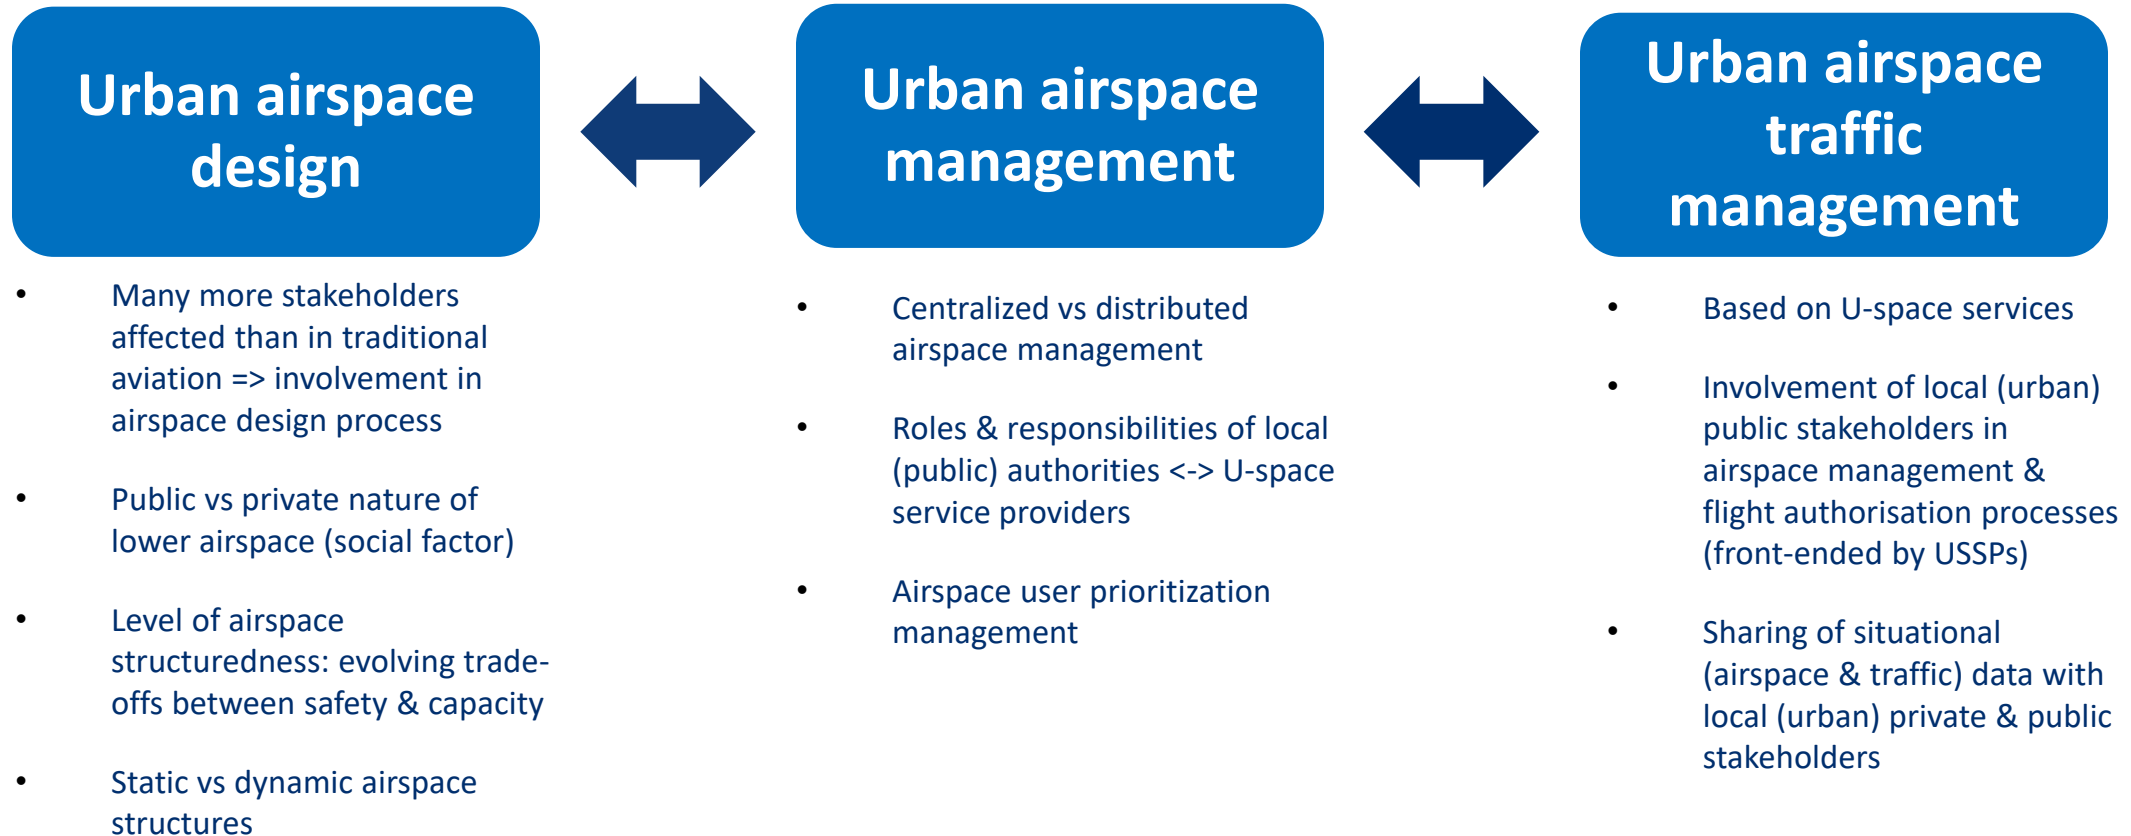 Urban airspace
design
• Many more stakeholders
affected than in traditional
aviation => involvement in
airspace design process
• Public vs private nature of
lower airspace (social factor)
• Level of airspace
structuredness: evolving trade-
offs between safety & capacity
• Static vs dynamic airspace
structures
Urban airspace
management
• Centralized vs distributed
airspace management
• Roles & responsibilities of local
(public) authorities <-> U-space
service providers
• Airspace user prioritization
management
Urban airspace
traffic
management
• Based on U-space services
• Involvement of local (urban)
public stakeholders in
airspace management &
flight authorisation processes
(front-ended by USSPs)
• Sharing of situational
(airspace & traffic) data with
local (urban) private & public
stakeholders